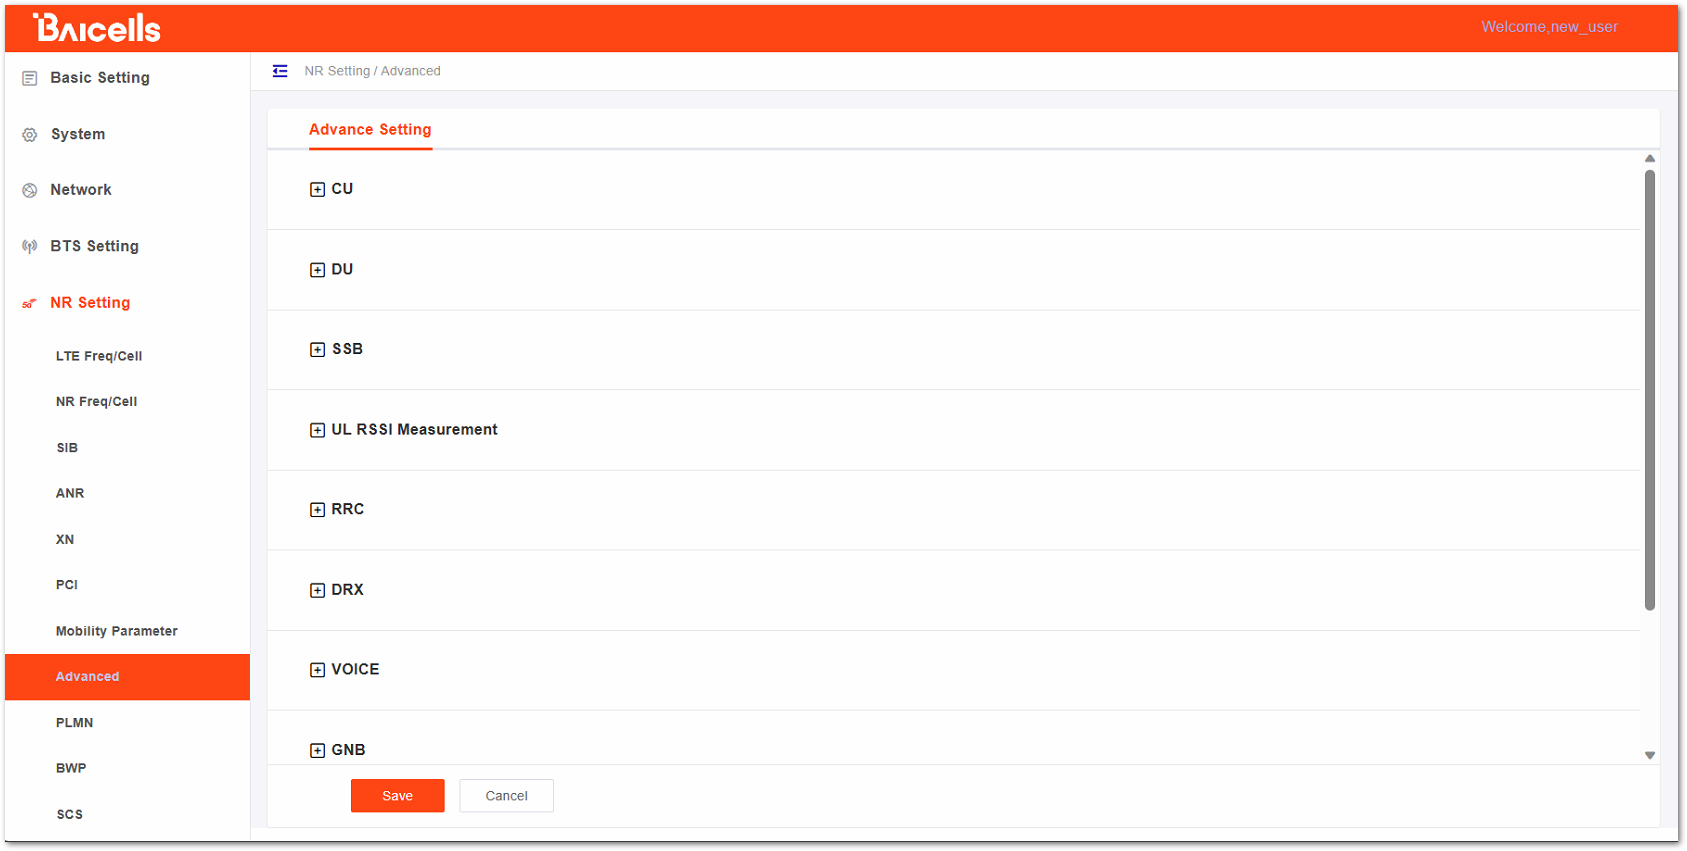 BAICELLS
Welcome,new_user
Basic Setting
System
Network
BTS Setting
5G NR Setting
LTE Freq/Cell
NR Freq/Cell
SIB
ANR
XN
PCI
Mobility Parameter
Advanced
PLMN
BWP
SCS
NR Setting / Advanced
Advance Setting
CU
DU
SSB
UL RSSI Measurement
RRC
DRX
VOICE
GNB
Save
Cancel